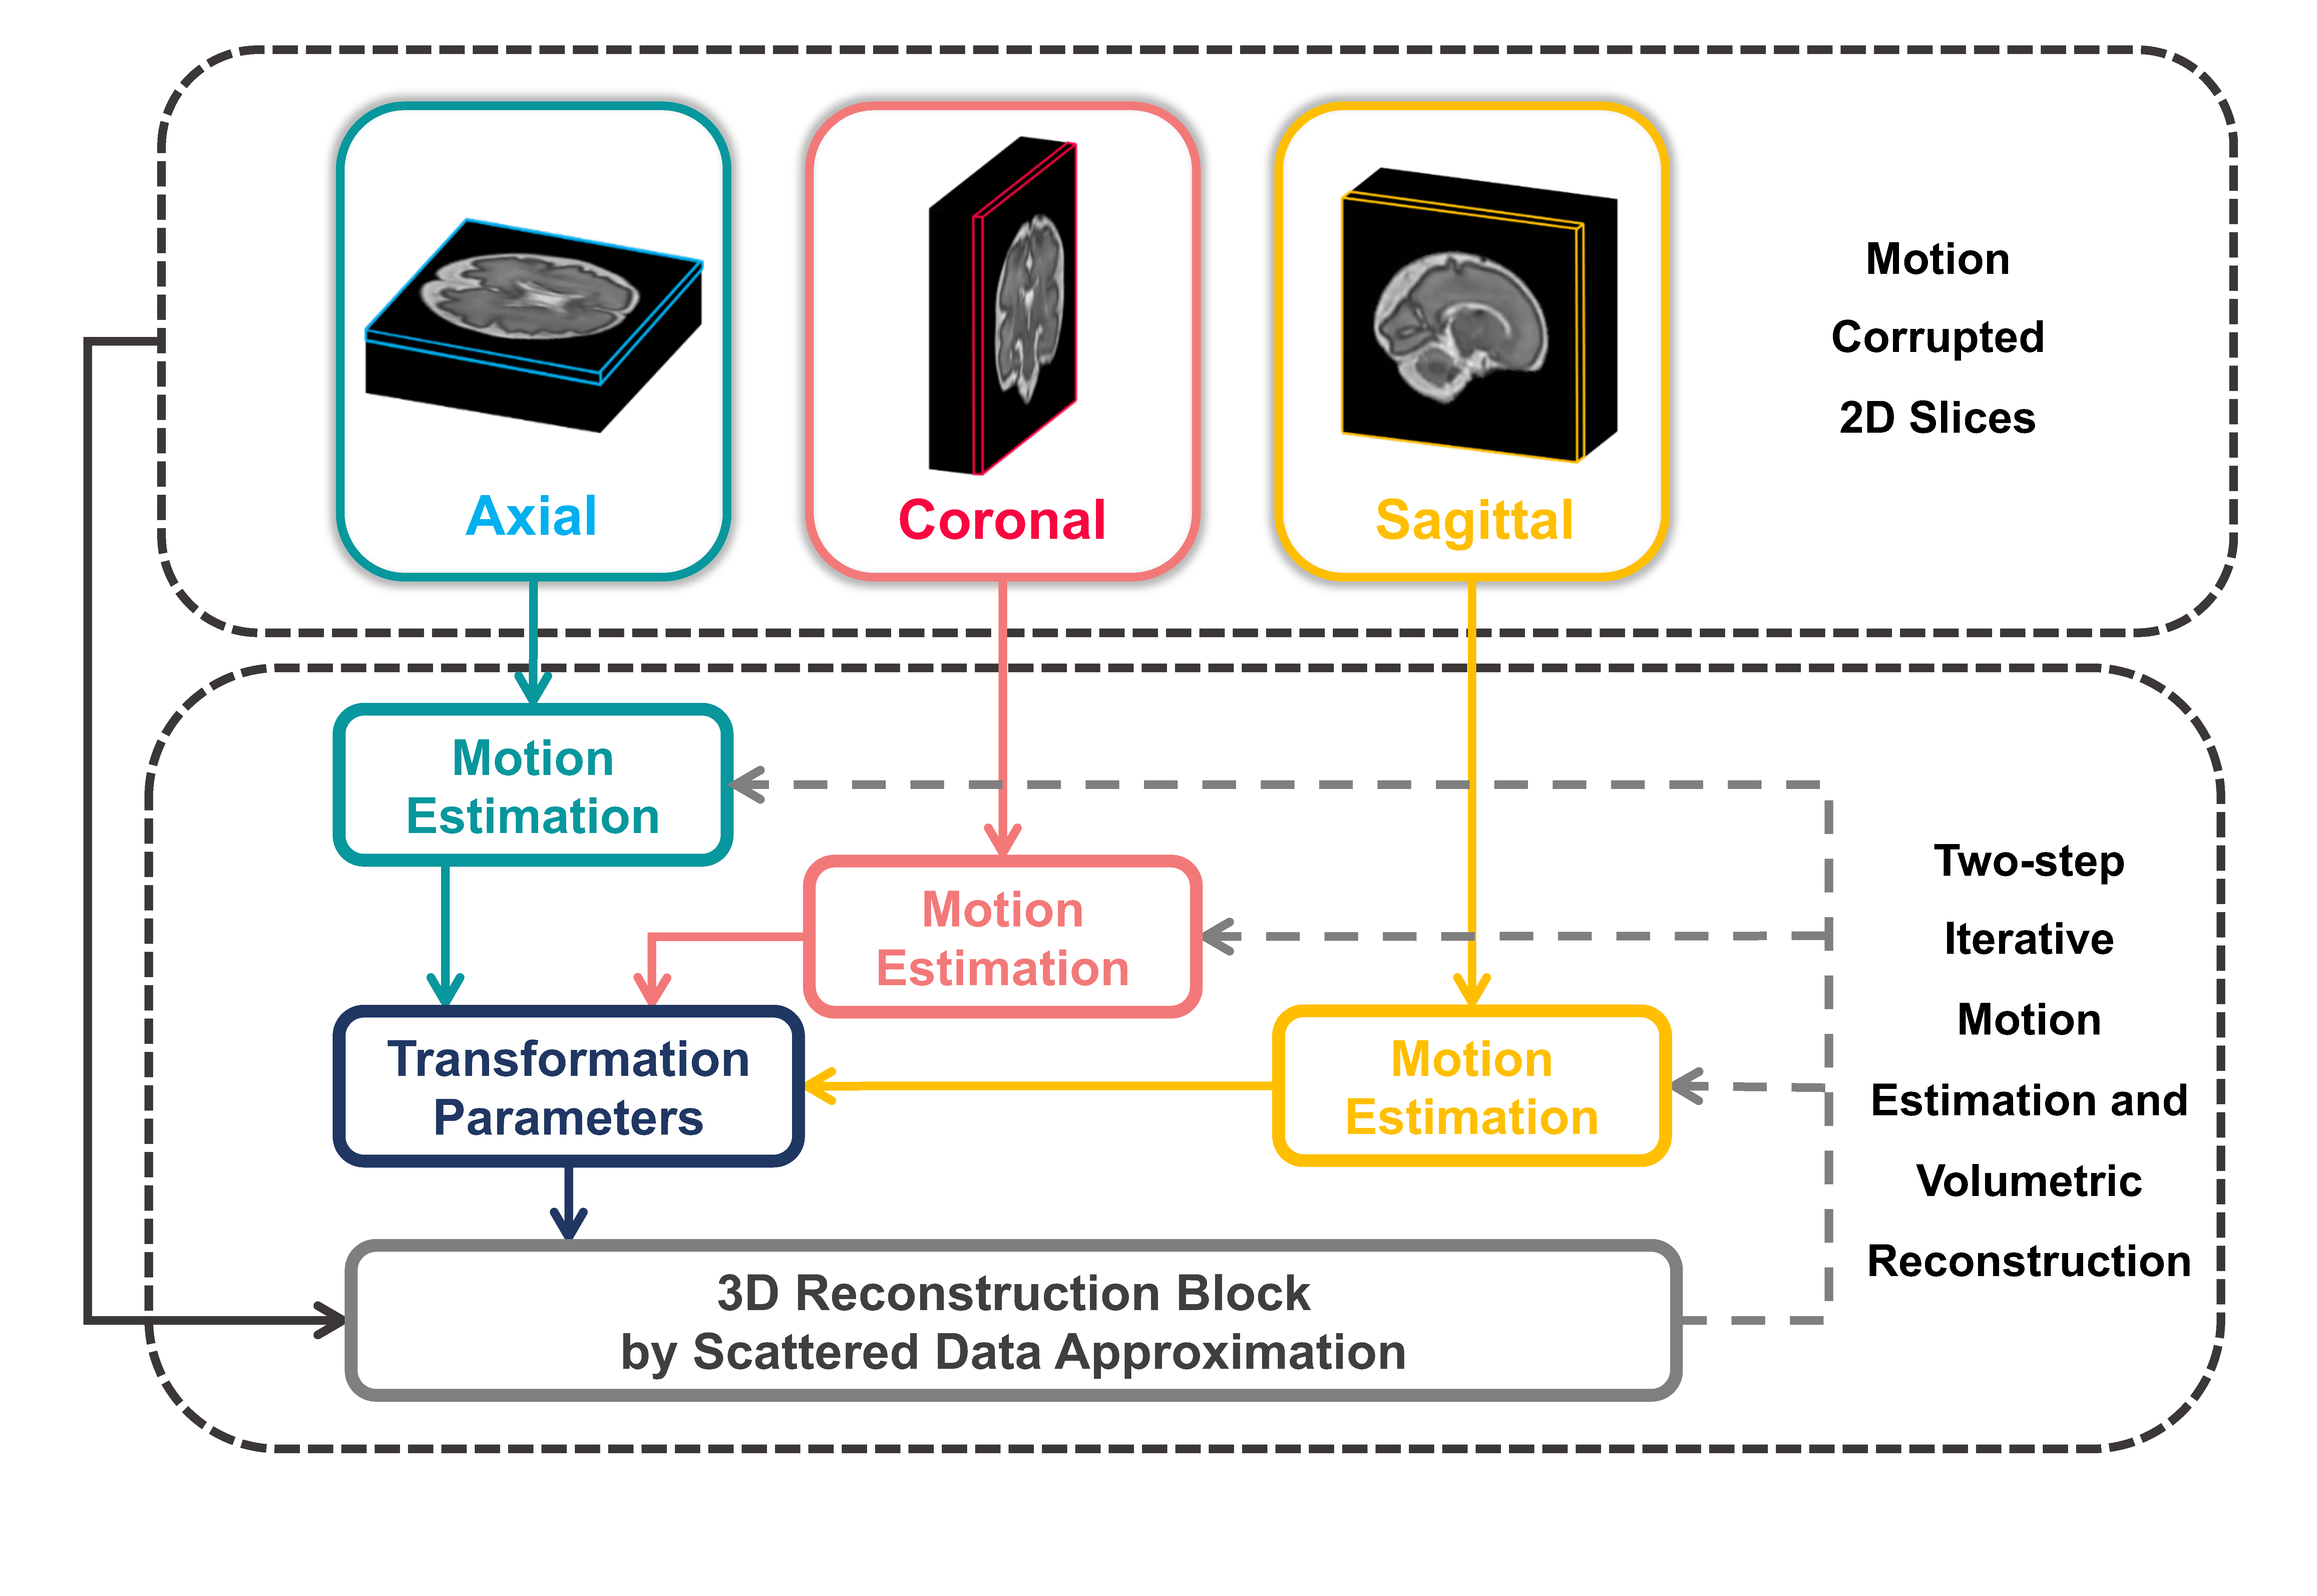 Axial
Coronal
Sagittal
Motion
Corrupted
2D Slices
Motion
Estimation
Motion
Estimation
Transformation
Parameters
Motion
Estimation
3D Reconstruction Block
by Scattered Data Approximation
Two-step
Iterative
Motion
Estimation and
Volumetric
Reconstruction